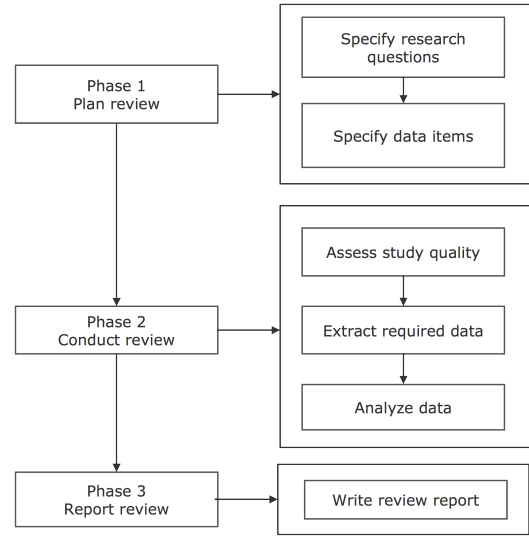 Phase 1
Plan review
Specify research
questions
Specify data items
Phase 2
Conduct review
Assess study quality
Extract required data
Analyze data
Phase 3
Report review
Write review report